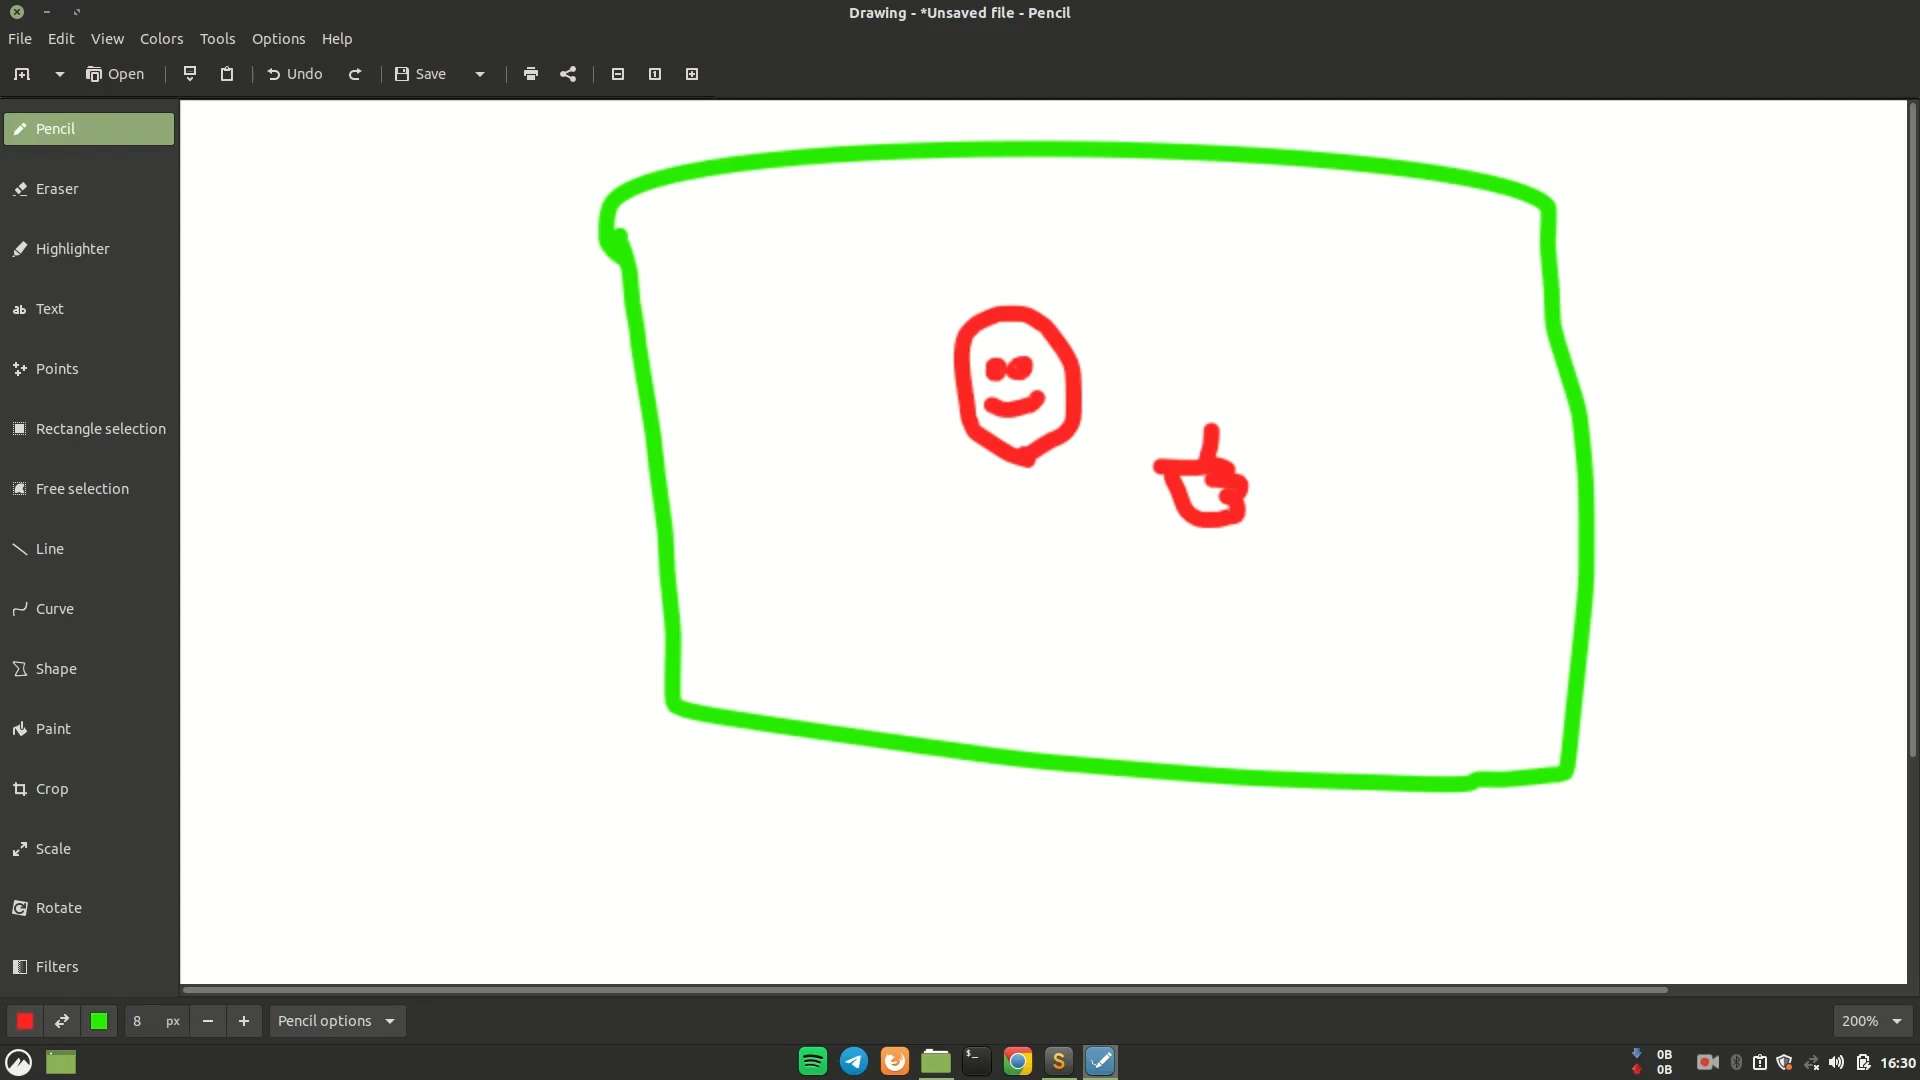 Drawing - *Unsaved file - Pencil
File Edit View Colors Tools Options Help
Open Undo Save
Pencil
Eraser
Highlighter
ab Text
Points
Rectangle selection
Free selection
Line
Curve
Shape
Paint
Crop
Scale
Rotate
Filters
8 px Pencil options 200%
0B
0B
16:30